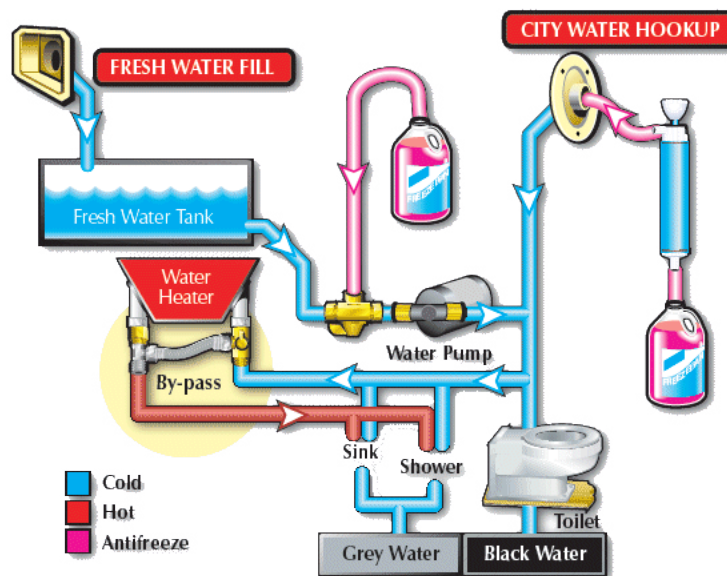 FRESH WATER FILL
CITY WATER HOOKUP
Fresh Water Tank
Water
Heater
Water Pump
By-pass
Sink
Shower
Cold
Hot
Antifreeze
Toilet
Grey Water
Black Water